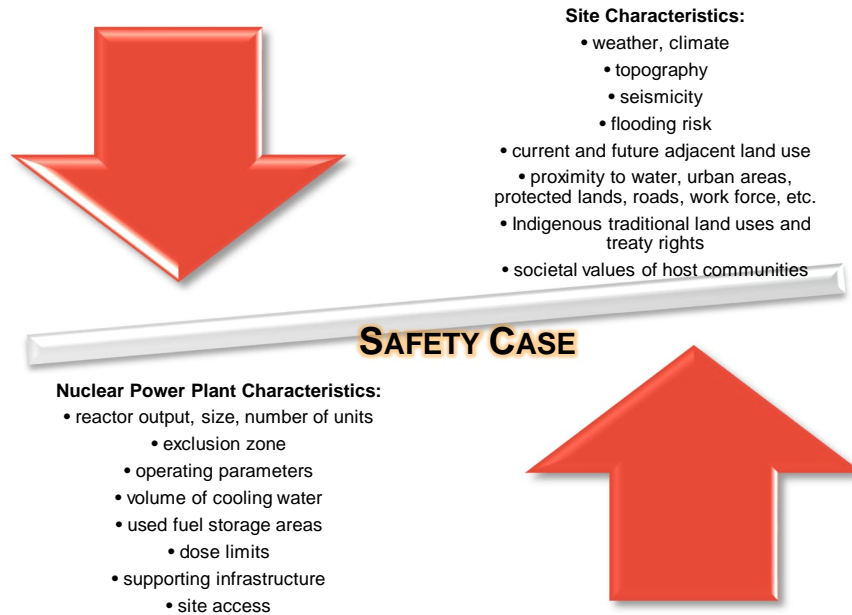 Site Characteristics:
• weather, climate
• topography
• seismicity
• flooding risk
• current and future adjacent land use
• proximity to water, urban areas,
protected lands, roads, work force, etc.
• Indigenous traditional land uses and
treaty rights
• societal values of host communities
SAFETY CASE
Nuclear Power Plant Characteristics:
• reactor output, size, number of units
• exclusion zone
• operating parameters
• volume of cooling water
• used fuel storage areas
• dose limits
• supporting infrastructure
• site access